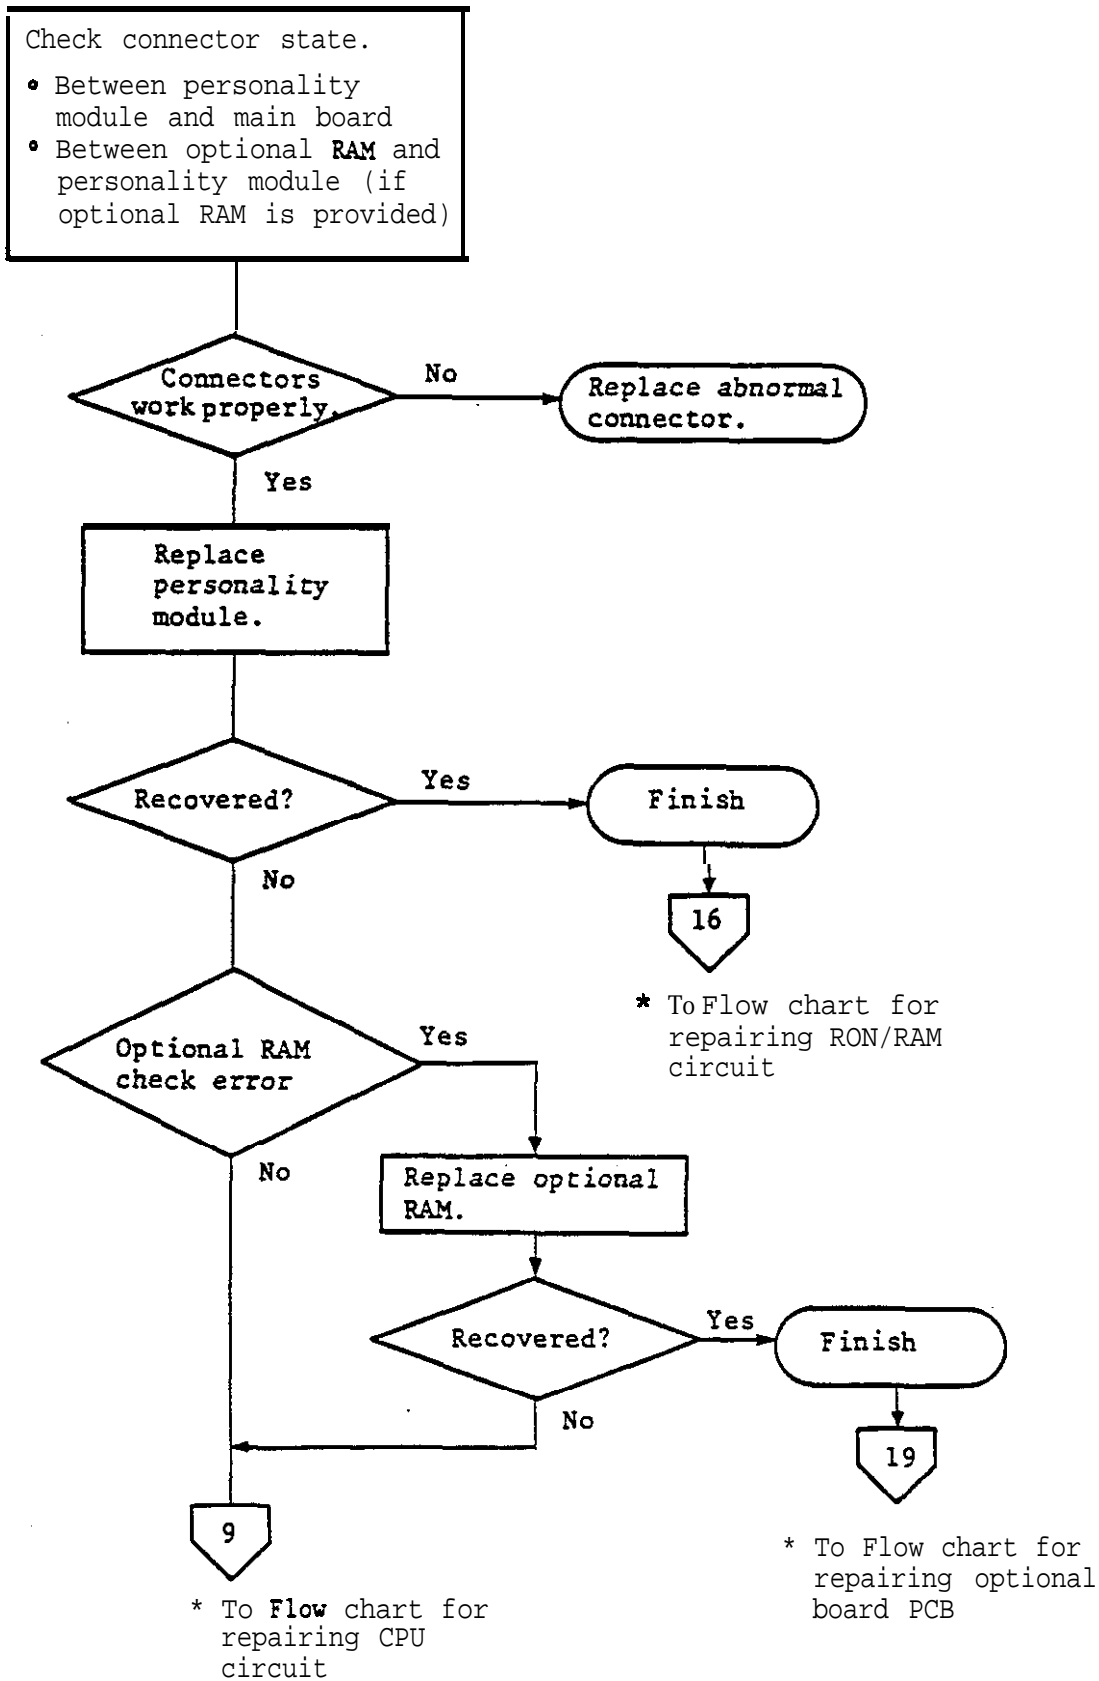 Check connector state.
• Between personality
module and main board
• Between optional RAM and
personality module (if
optional RAM is provided)
Connectors
work properly.
No
Replace abnormal
connector.
Yes
Replace
personality
module.
Recovered?
Yes
Finish
No
16
* To Flow chart for
repairing RON/RAM
circuit
Optional RAM
check error
Yes
No
Replace optional
RAM.
Recovered?
Yes
Finish
No
19
9
* To Flow chart for
repairing optional
board PCB
* To Flow chart for
repairing CPU
circuit